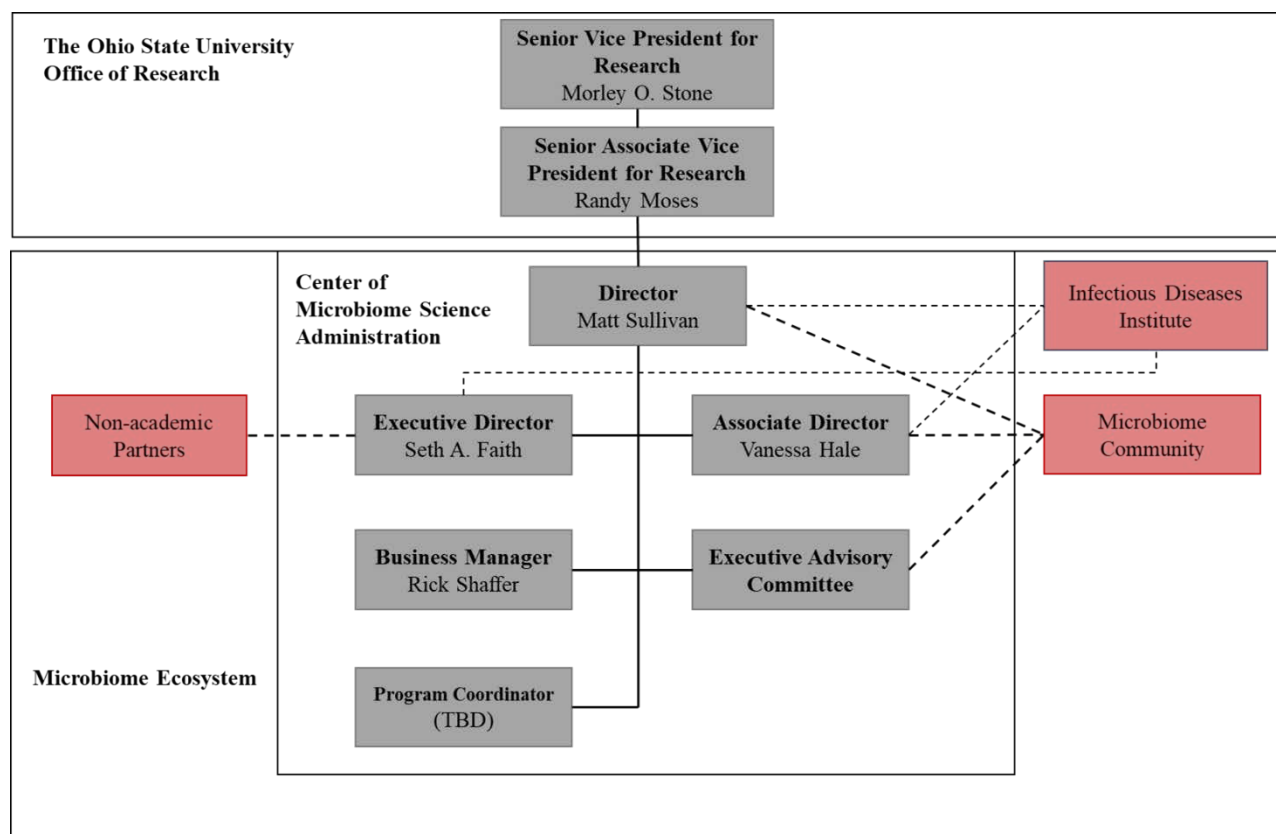 The Ohio State University
Office of Research
Senior Vice President for
Research
Morley O. Stone
Senior Associate Vice
President for Research
Randy Moses
Center of
Microbiome Science
Administration
Director
Matt Sullivan
Infectious Diseases
Institute
Non-academic
Partners
Executive Director
Seth A. Faith
Associate Director
Vanessa Hale
Microbiome
Community
Business Manager
Rick Shaffer
Executive Advisory
Committee
Microbiome Ecosystem
Program Coordinator
(TBD)